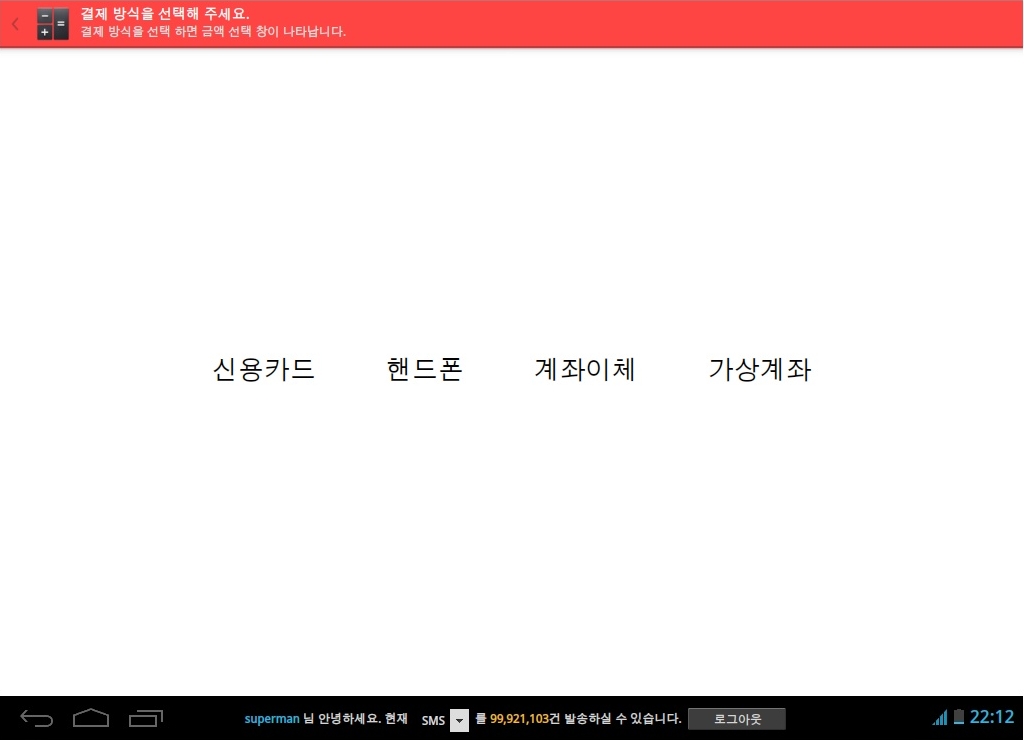 결제 방식을 선택해 주세요.
결제 방식을 선택 하면 금액 선택 창이 나타납니다.
신용카드 핸드폰 계좌이체 가상계좌
superman 님 안녕하세요. 현재 SMS 를 99,921,103건 발송하실 수 있습니다. 로그아웃 22:12